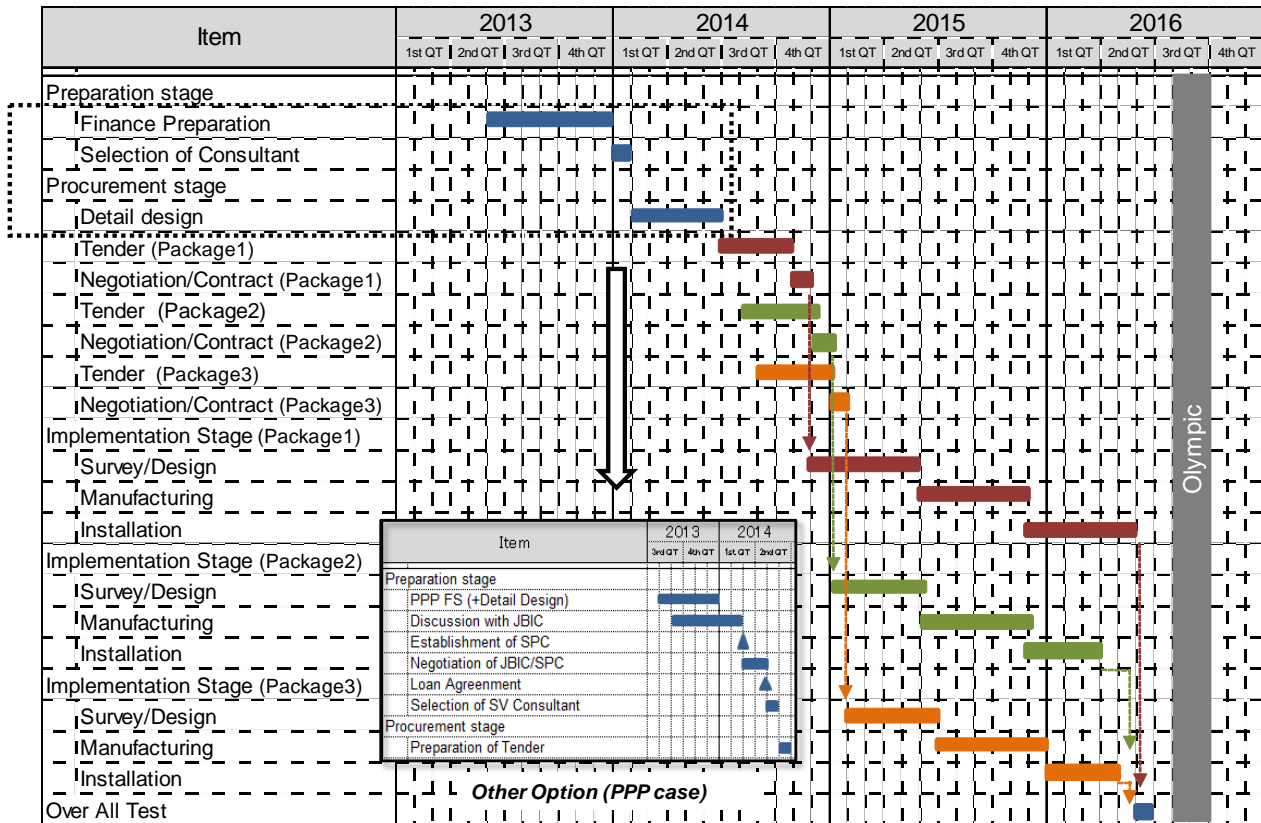 Item
2013
2014
2015
2016
1st QT 2nd QT 3rd QT 4th QT 1st QT 2nd QT 3rd QT 4th QT 1st QT 2nd QT 3rd QT 4th QT 1st QT 2nd QT 3rd QT 4th QT
Preparation stage
Finance Preparation
Selection of Consultant
Procurement stage
Detail design
Tender (Package1)
Negotiation/Contract (Package1)
Tender (Package2)
Negotiation/Contract (Package2)
Tender (Package3)
Negotiation/Contract (Package3)
Implementation Stage (Package1)
Survey/Design
Manufacturing
Installation
Implementation Stage (Package2)
Survey/Design
Manufacturing
Installation
Implementation Stage (Package3)
Survey/Design
Manufacturing
Installation
Over All Test
Olympic
Item
2013
2014
3rd QT 4th QT 1st QT 2nd QT
Preparation stage
PPP FS (+Detail Design)
Discussion with JBIC
Establishment of SPC
Negotiation of JBIC/SPC
Loan Agreenment
Selection of SV Consultant
Procurement stage
Preparation of Tender
Other Option (PPP case)